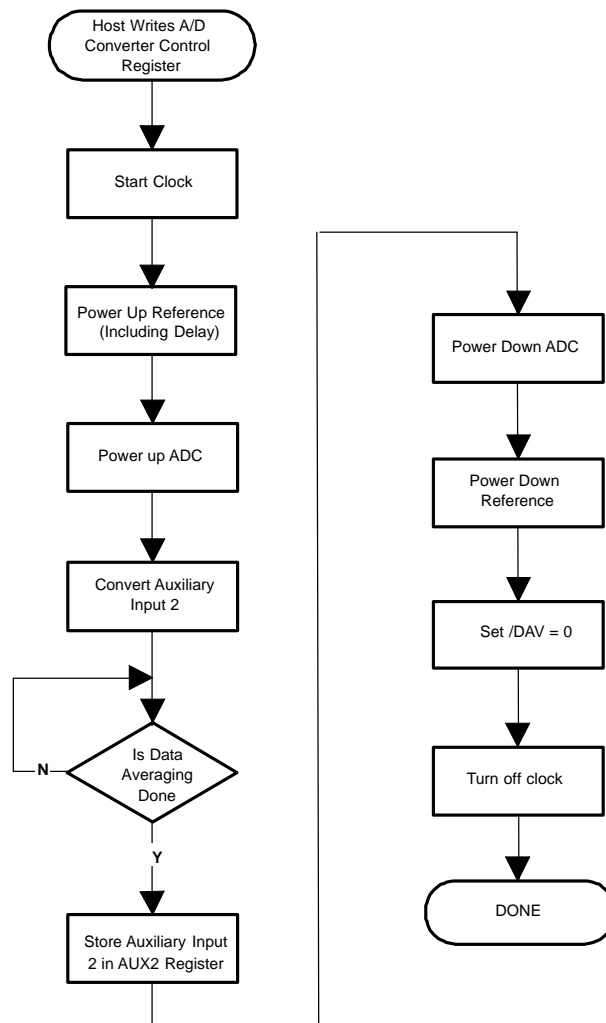 Host Writes A/D
Converter Control
Register
Start Clock
Power Up Reference
(Including Delay)
Power up ADC
Convert Auxiliary
Input 2
Is Data
Averaging
Done
N
Y
Store Auxiliary Input
2 in AUX2 Register
Power Down ADC
Power Down
Reference
Set /DAV = 0
Turn off clock
DONE